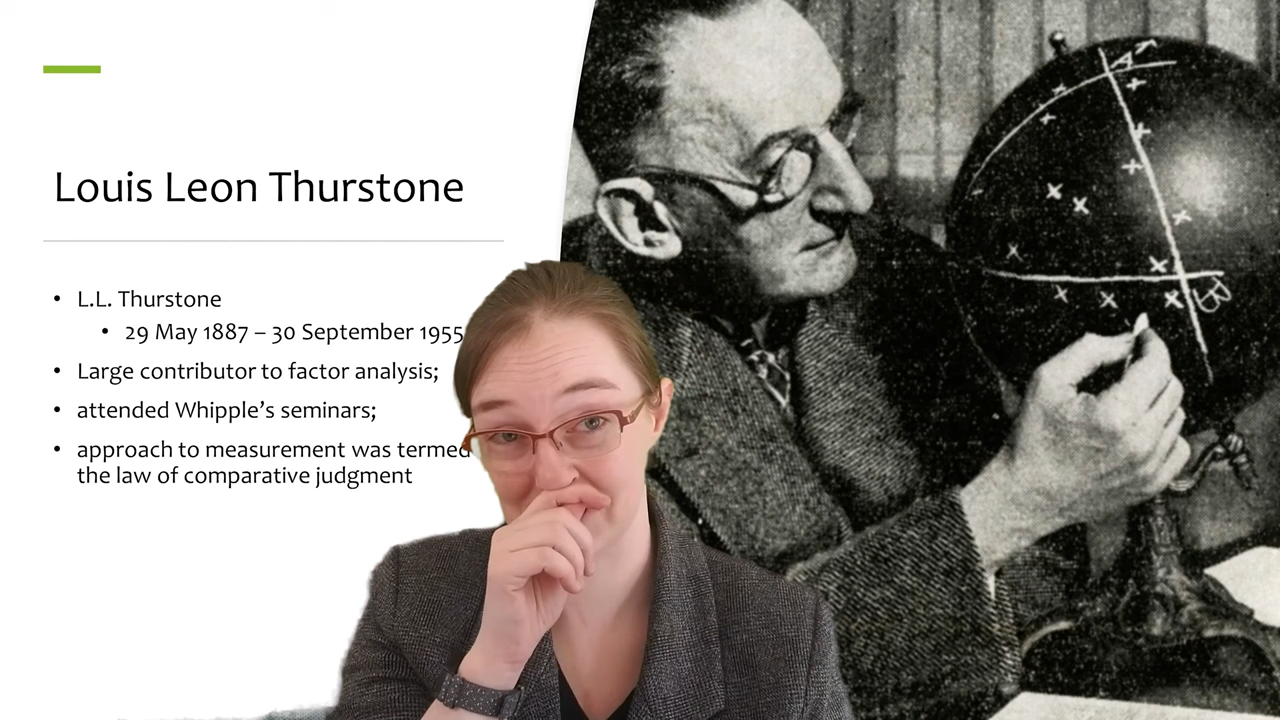 Louis Leon Thurstone
• L.L. Thurstone
• 29 May 1887 – 30 September 1955
• Large contributor to factor analysis;
• attended Whipple’s seminars;
• approach to measurement was termed
the law of comparative judgment
A
B